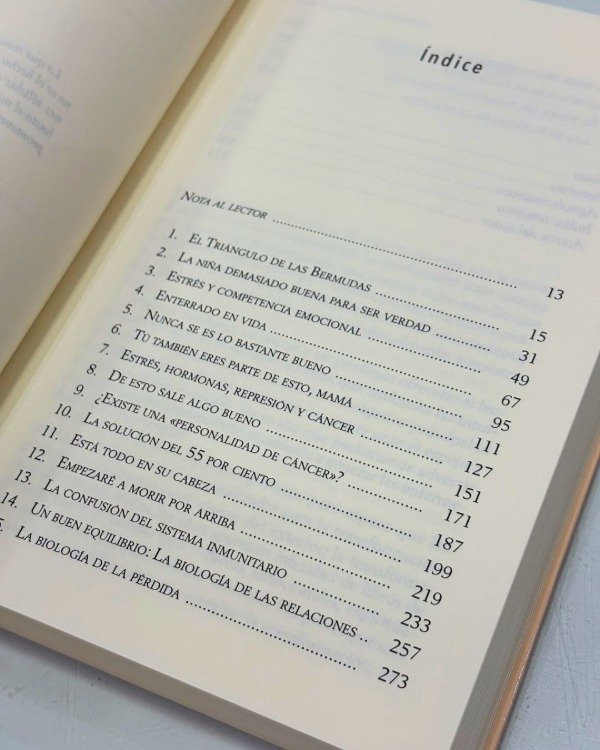 Índice
NOTA AL LECTOR ........ 13
1. EL TRIÁNGULO DE LAS BERMUDAS ........ 15
2. LA NIÑA DEMASIADO BUENA PARA SER VERDAD ........ 31
3. ESTRÉS Y COMPETENCIA EMOCIONAL ........ 49
4. ENTERRADO EN VIDA ........ 67
5. NUNCA SE ES LO BASTANTE BUENO ........ 95
6. TÚ TAMBIÉN ERES PARTE DE ESTO, MAMÁ ........ 111
7. ESTRÉS, HORMONAS, REPRESIÓN Y CÁNCER ........ 127
8. DE ESTO SALE ALGO BUENO ........ 151
9. ¿EXISTE UNA «PERSONALIDAD DE CÁNCER»? ........ 171
10. LA SOLUCIÓN DEL 55 POR CIENTO ........ 187
11. ESTÁ TODO EN SU CABEZA ........ 199
12. EMPEZARÉ A MORIR POR ARRIBA ........ 219
13. LA CONFUSIÓN DEL SISTEMA INMUNITARIO ........ 233
14. UN BUEN EQUILIBRIO: LA BIOLOGÍA DE LAS RELACIONES .. 257
5. LA BIOLOGÍA DE LA PÉRDIDA ........ 273